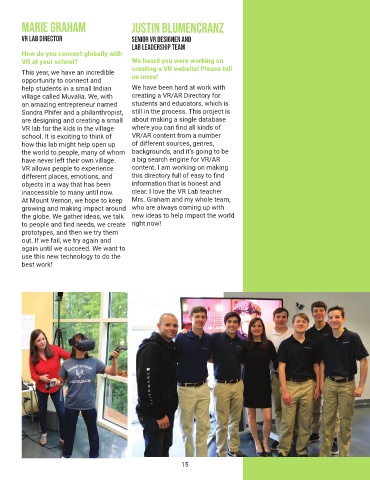 MARIE GRAHAM
VR LAB DIRECTOR
How do you connect globally with
VR at your school?
This year, we have an incredible
opportunity to connect and
help students in a small Indian
village called Muvalia. We, with
an amazing entrepreneur named
Sondra Phifer and a philanthropist,
are designing and creating a small
VR lab for the kids in the village
school. It is exciting to think of
how this lab might help open up
the world to people, many of whom
have never left their own village.
VR allows people to experience
different places, emotions, and
objects in a way that has been
inaccessible to many until now.
At Mount Vernon, we hope to keep
growing and making impact around
the globe. We gather ideas, we talk
to people and find needs, we create
prototypes, and then we try them
out. If we fail, we try again and
again until we succeed. We want to
use this new technology to do the
best work!
JUSTIN BLUMENCRANZ
SENIOR VR DESIGNER AND
LAB LEADERSHIP TEAM
We heard you were working on
creating a VR website! Please tell
us more!
We have been hard at work with
creating a VR/AR Directory for
students and educators, which is
still in the process. This project is
about making a single database
where you can find all kinds of
VR/AR content from a number
of different sources, genres,
backgrounds, and it's going to be
a big search engine for VR/AR
content. I am working on making
this directory full of easy to find
information that is honest and
clear. I love the VR Lab teacher
Mrs. Graham and my whole team,
who are always coming up with
new ideas to help impact the world
right now!
15